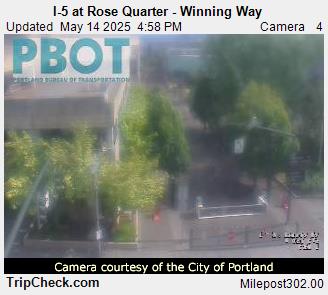 I-5 at Rose Quarter - Winning Way
Updated May 14 2025 4:58 PM Camera 4
PBOT
PORTLAND BUREAU OF TRANSPORTATION
Camera courtesy of the City of Portland
TripCheck.com Milepost302.00